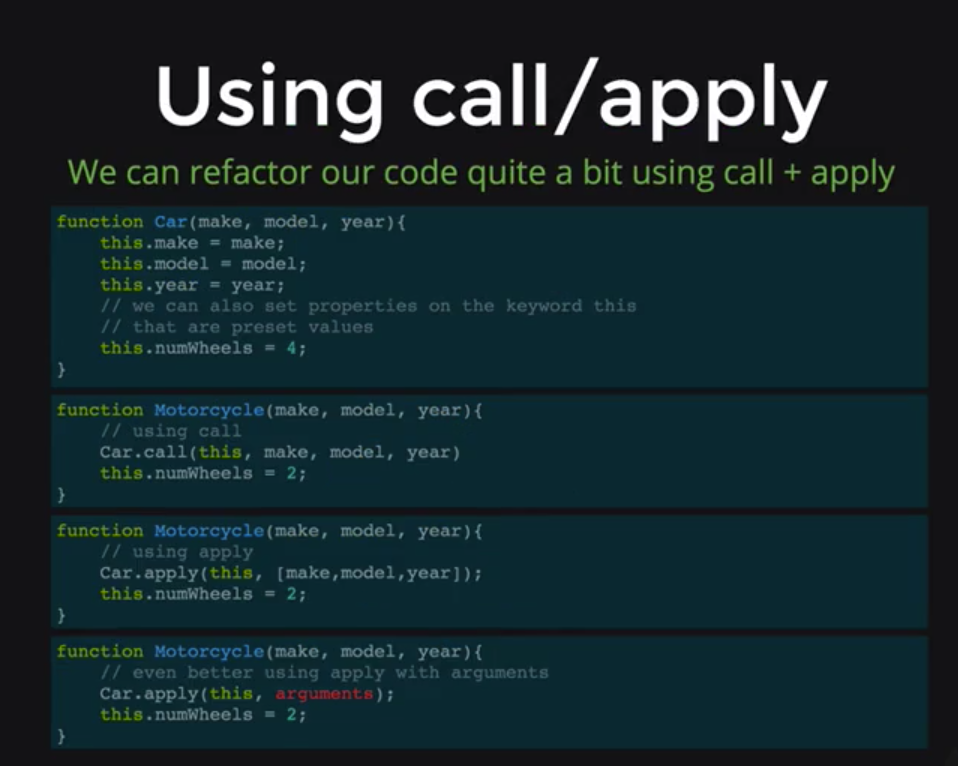 Using call/apply
We can refactor our code quite a bit using call + apply
function Car(make, model, year){
    this.make = make;
    this.model = model;
    this.year = year;
    // we can also set properties on the keyword this
    // that are preset values
    this.numWheels = 4;
}
function Motorcycle(make, model, year){
    // using call
    Car.call(this, make, model, year)
    this.numWheels = 2;
}
function Motorcycle(make, model, year){
    // using apply
    Car.apply(this, [make,model,year]);
    this.numWheels = 2;
}
function Motorcycle(make, model, year){
    // even better using apply with arguments
    Car.apply(this, arguments);
    this.numWheels = 2;
}